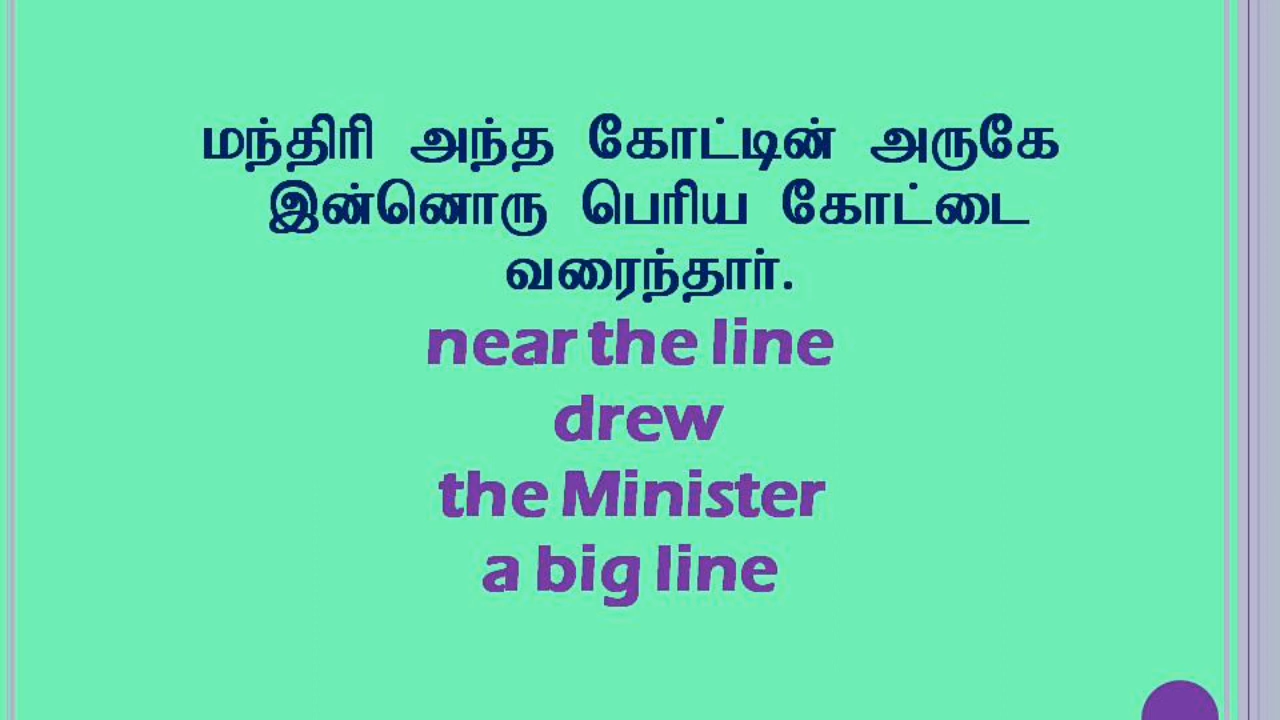 மந்திரி அந்த கோட்டின் அருகே
இன்னொரு பெரிய கோட்டை
வரைந்தார்.
near the line
drew
the Minister
a big line